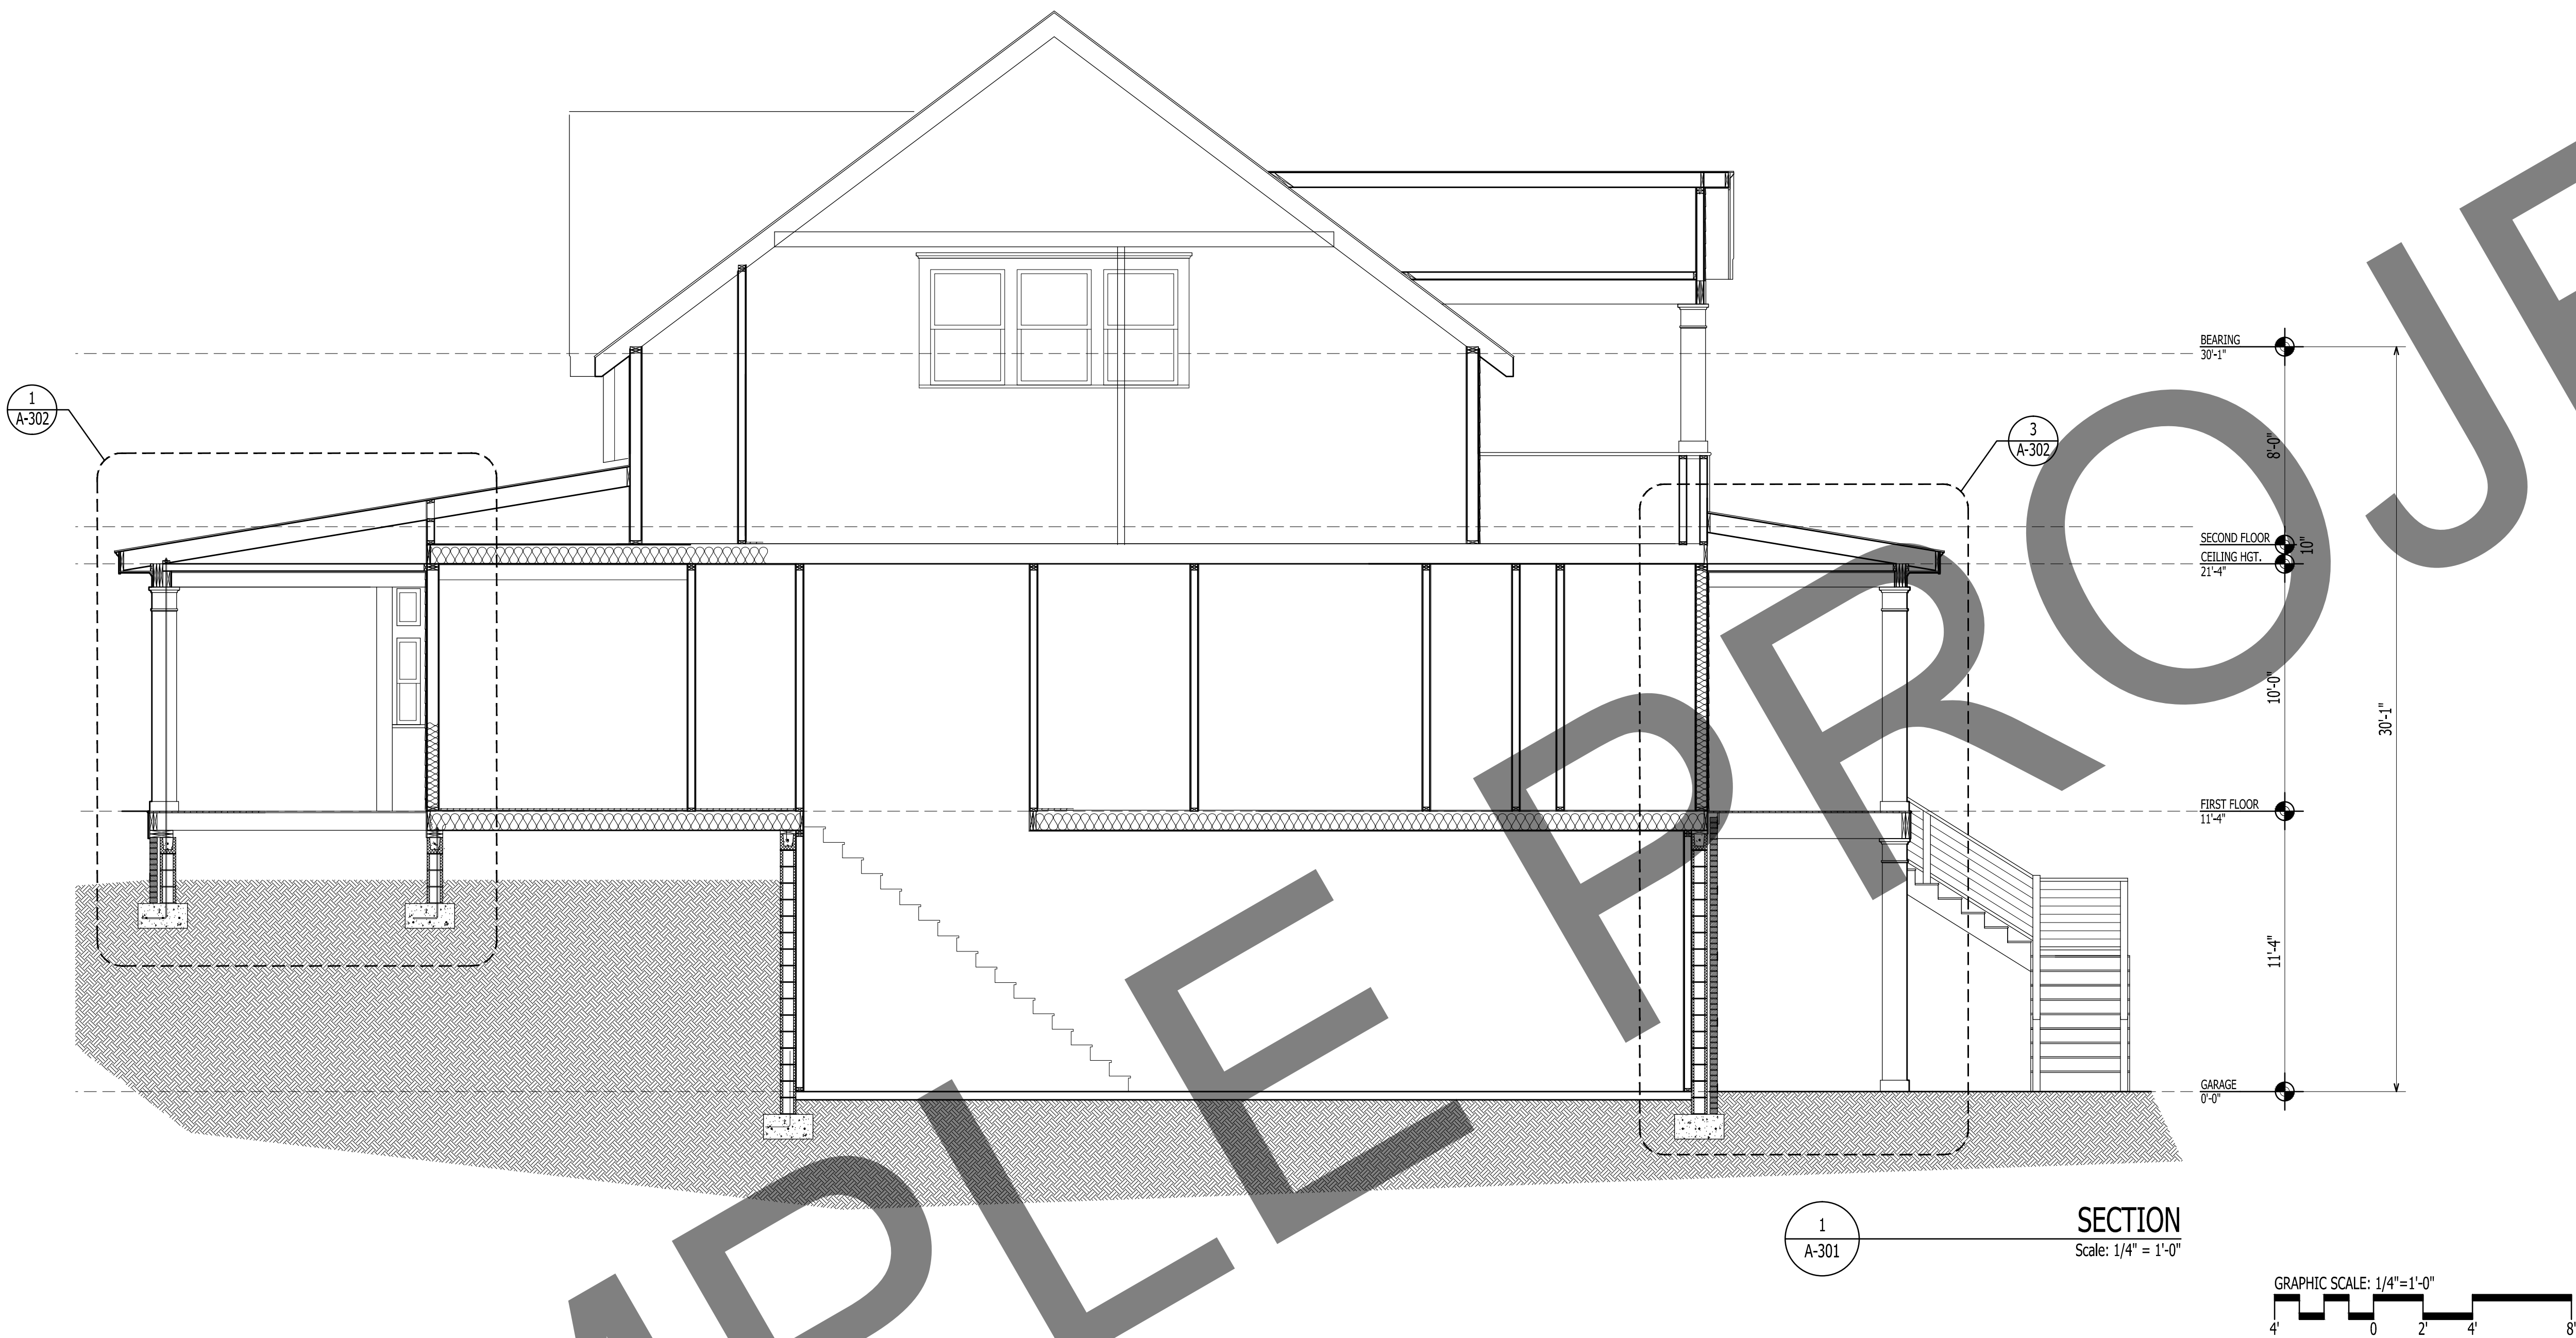 BEARING
30'-1"
1
A-302
3
A-302
8'-0"
SECOND FLOOR
10"
CEILING HGT.
21'-4"
10'-0"
30'-1"
FIRST FLOOR
11'-4"
11'-4"
GARAGE
0'-0"
MPLE PROJE
1
A-301
SECTION
Scale: 1/4" = 1'-0"
GRAPHIC SCALE: 1/4"=1'-0"
4' 0 2' 4' 8'